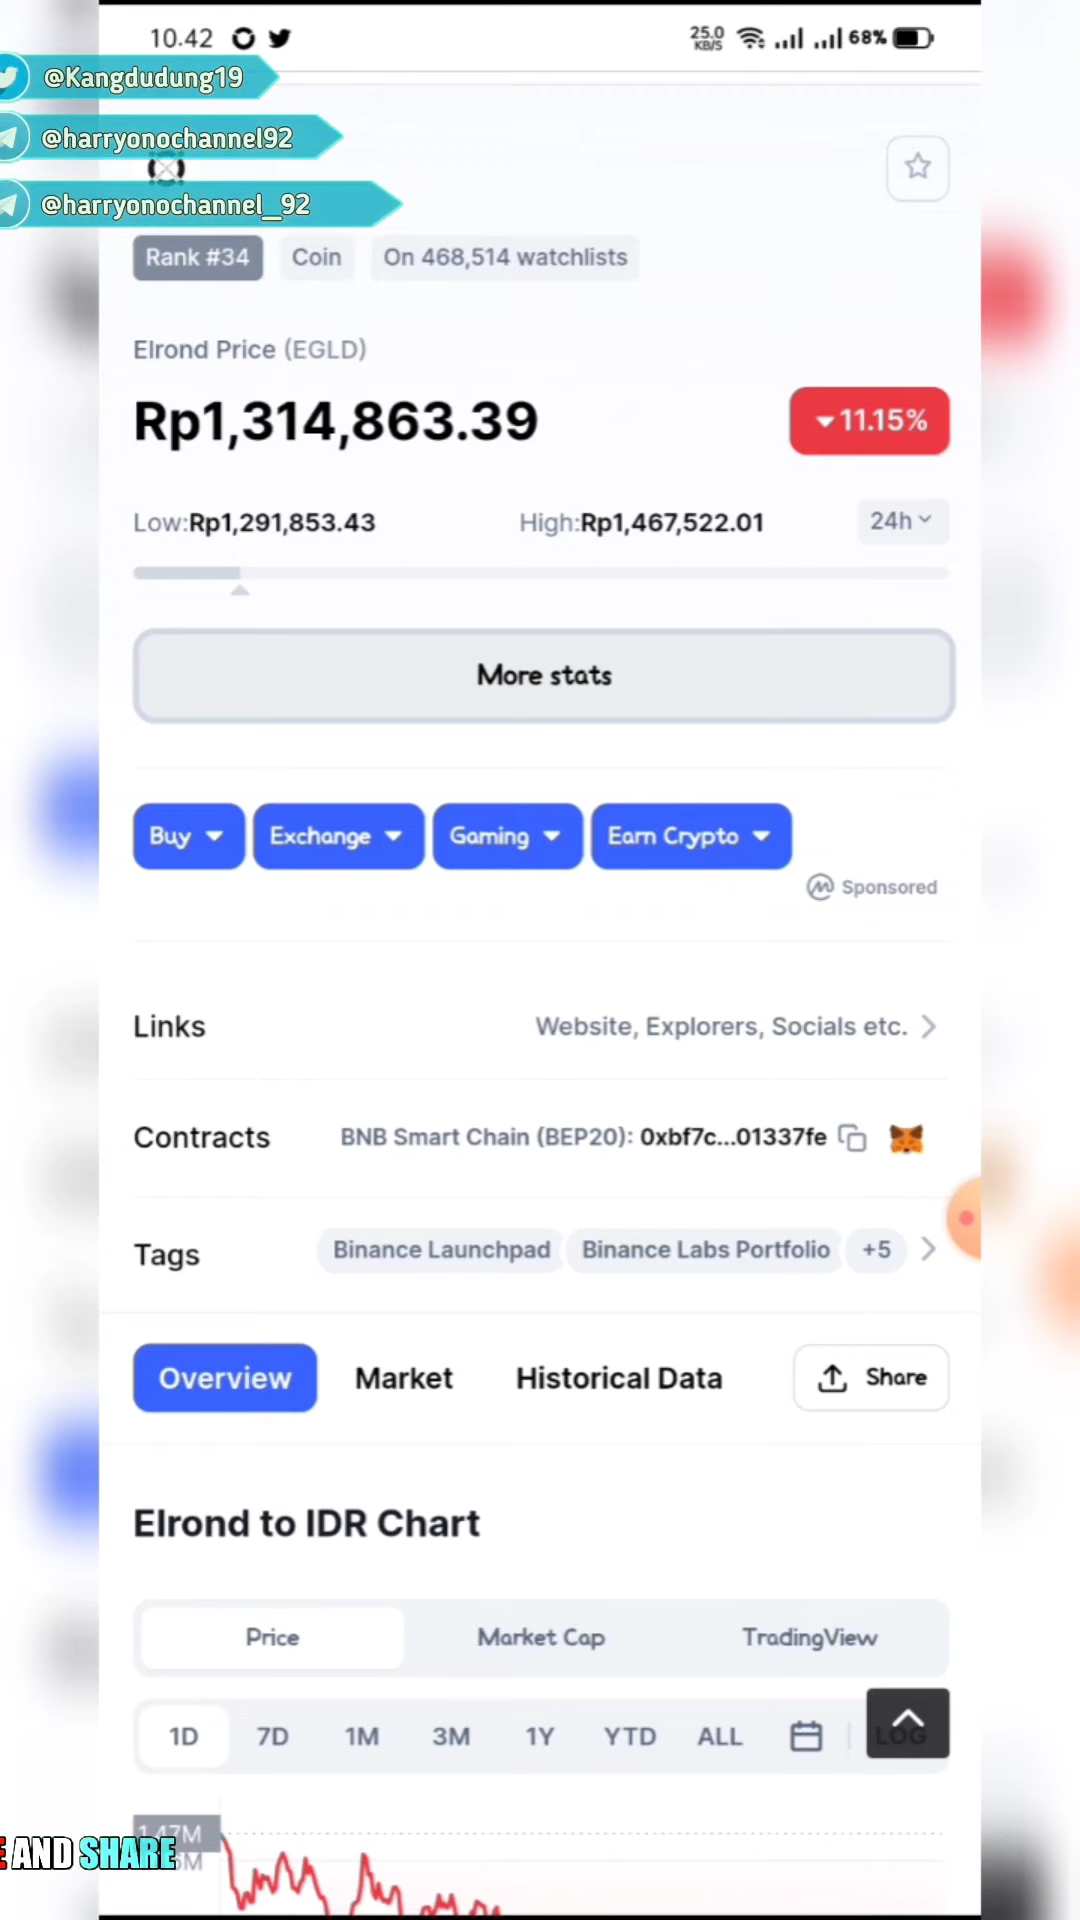 10.42
25.0
KB/S
68%
@Kangdudung19
@harryonochannel92
@harryonochannel_92
Rank #34 Coin On 468,514 watchlists
Elrond Price (EGLD)
Rp1,314,863.39
11.15%
Low:Rp1,291,853.43 High:Rp1,467,522.01 24h
More stats
Buy Exchange Gaming Earn Crypto
Sponsored
Links Website, Explorers, Socials etc.
Contracts BNB Smart Chain (BEP20): 0xbf7c...01337fe
Tags Binance Launchpad Binance Labs Portfolio +5
Overview Market Historical Data Share
Elrond to IDR Chart
Price Market Cap TradingView
1D 7D 1M 3M 1Y YTD ALL LOG
1.47M
AND SHARE